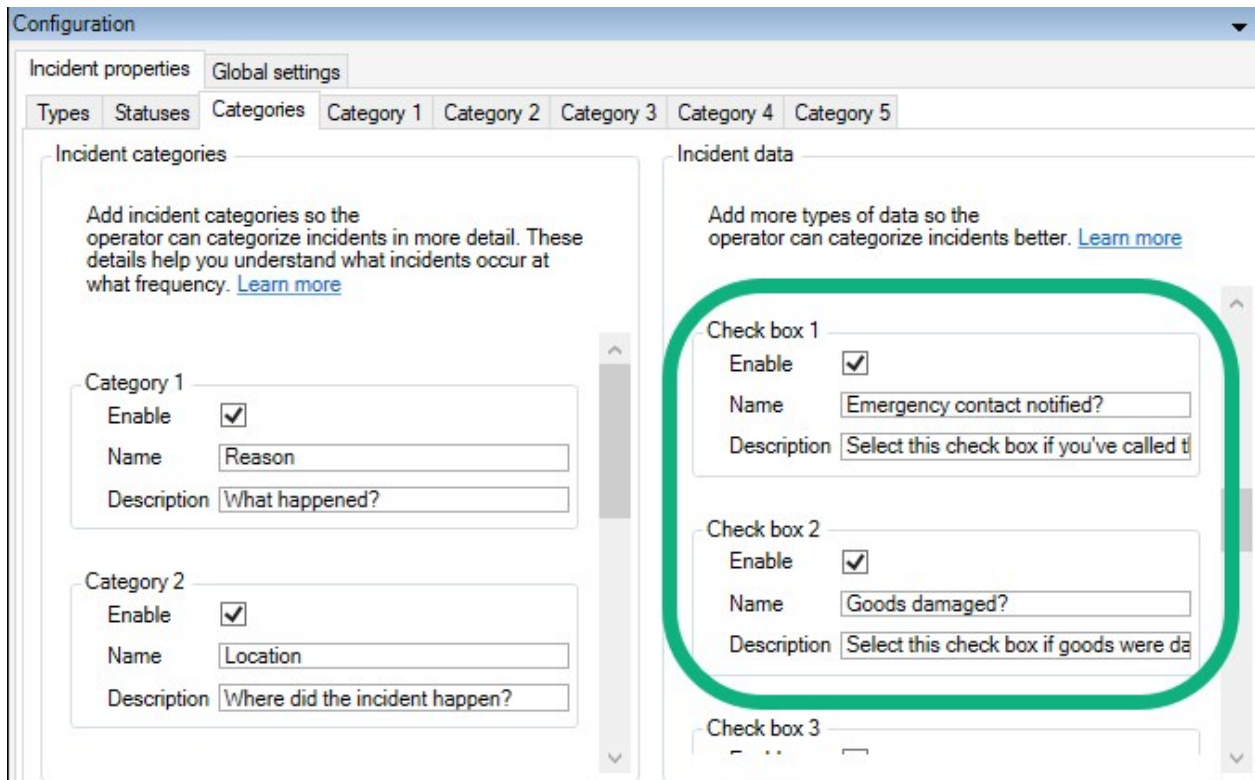 Configuration
Incident properties Global settings
Types Statuses Categories Category 1 Category 2 Category 3 Category 4 Category 5
Incident categories
Add incident categories so the
operator can categorize incidents in more detail. These
details help you understand what incidents occur at
what frequency. Learn more
Category 1
Enable
Name Reason
Description What happened?
Category 2
Enable
Name Location
Description Where did the incident happen?
Incident data
Add more types of data so the
operator can categorize incidents better. Learn more
Check box 1
Enable
Name Emergency contact notified?
Description Select this check box if you've called
Check box 2
Enable
Name Goods damaged?
Description Select this check box if goods were
Check box 3